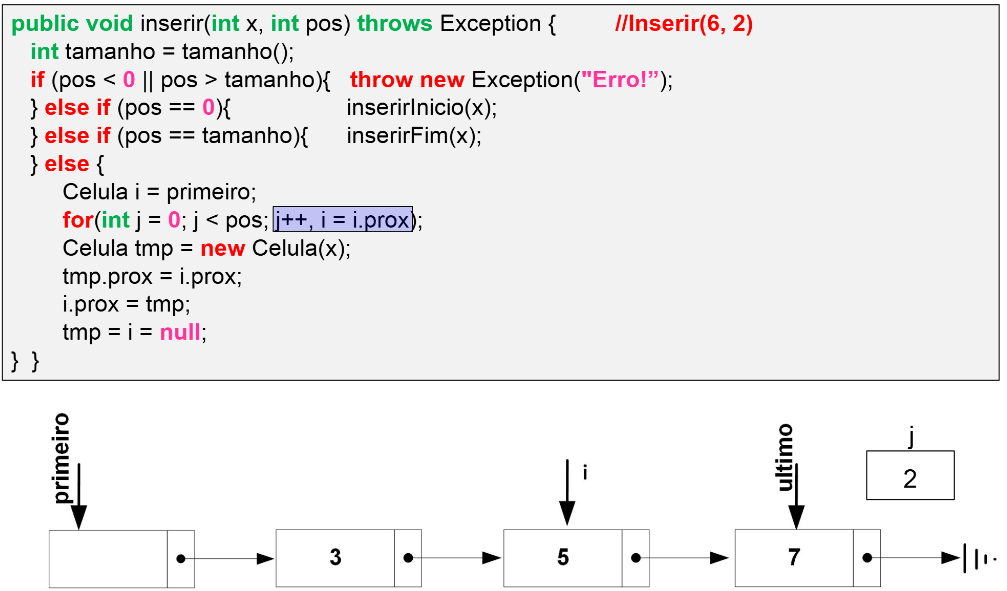 public void inserir(int x, int pos) throws Exception { //Inserir(6, 2)
int tamanho = tamanho();
if (pos < 0 || pos > tamanho){ throw new Exception("Erro!”);
} else if (pos == 0){ inserirInicio(x);
} else if (pos == tamanho){ inserirFim(x);
} else {
Celula i = primeiro;
for(int j = 0; j < pos; j++, i = i.prox);
Celula tmp = new Celula(x);
tmp.prox = i.prox;
i.prox = tmp;
tmp = i = null;
} }
primeiro
i
ultimo
j
2
3
5
7